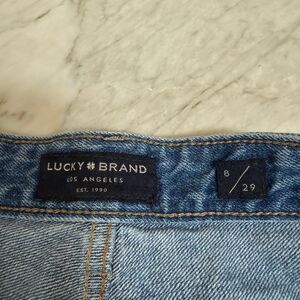 LUCKY BRAND
LOS ANGELES
EST. 1990
8/29